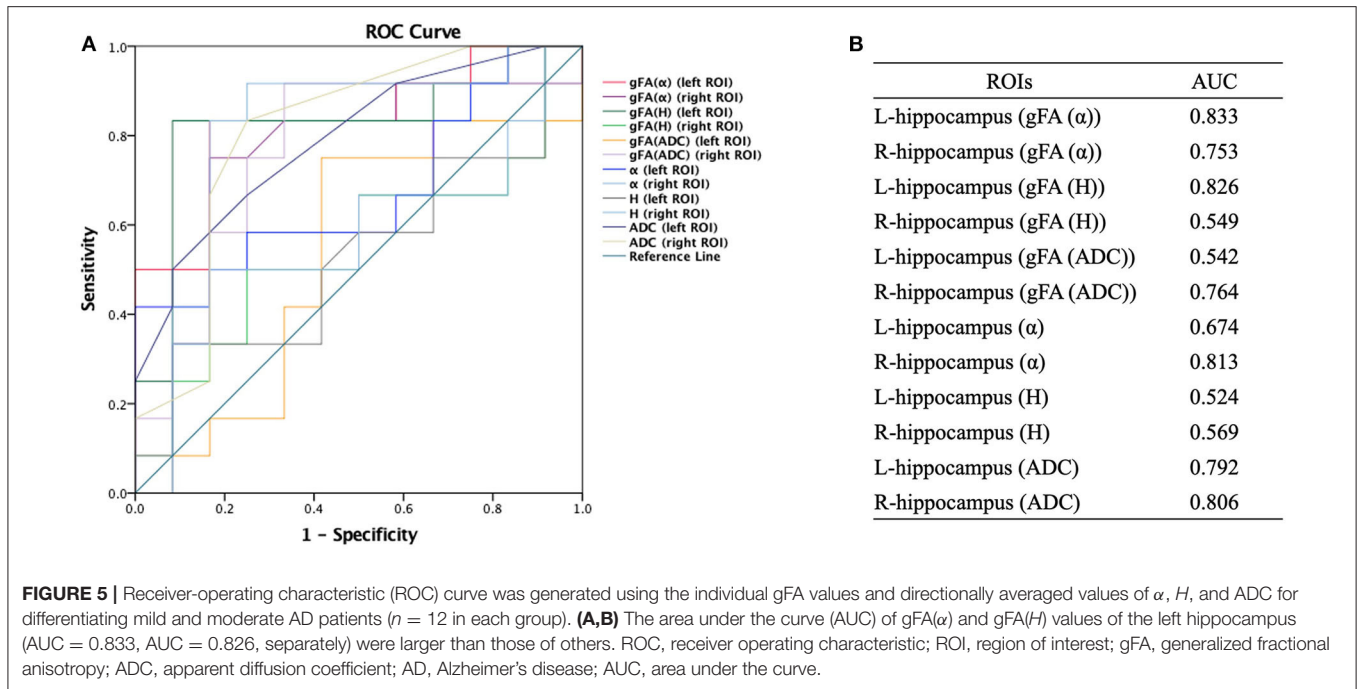 A
ROC Curve
Sensitivity
1.0
0.8
0.6
0.4
0.2
0.0
0.0 0.2 0.4 0.6 0.8 1.0
1 - Specificity
gFA(α) (left ROI)
gFA(α) (right ROI)
gFA(H) (left ROI)
gFA(H) (right ROI)
gFA(ADC) (left ROI)
gFA(ADC) (right ROI)
α (left ROI)
α (right ROI)
H (left ROI)
H (right ROI)
ADC (left ROI)
ADC (right ROI)
Reference Line
B
ROIs AUC
L-hippocampus (gFA (α)) 0.833
R-hippocampus (gFA (α)) 0.753
L-hippocampus (gFA (H)) 0.826
R-hippocampus (gFA (H)) 0.549
L-hippocampus (gFA (ADC)) 0.542
R-hippocampus (gFA (ADC)) 0.764
L-hippocampus (α) 0.674
R-hippocampus (α) 0.813
L-hippocampus (H) 0.524
R-hippocampus (H) 0.569
L-hippocampus (ADC) 0.792
R-hippocampus (ADC) 0.806
FIGURE 5 | Receiver-operating characteristic (ROC) curve was generated using the individual gFA values and directionally averaged values of α, H, and ADC for
differentiating mild and moderate AD patients (n = 12 in each group). (A,B) The area under the curve (AUC) of gFA(α) and gFA(H) values of the left hippocampus
(AUC = 0.833, AUC = 0.826, separately) were larger than those of others. ROC, receiver operating characteristic; ROI, region of interest; gFA, generalized fractional
anisotropy; ADC, apparent diffusion coefficient; AD, Alzheimer's disease; AUC, area under the curve.